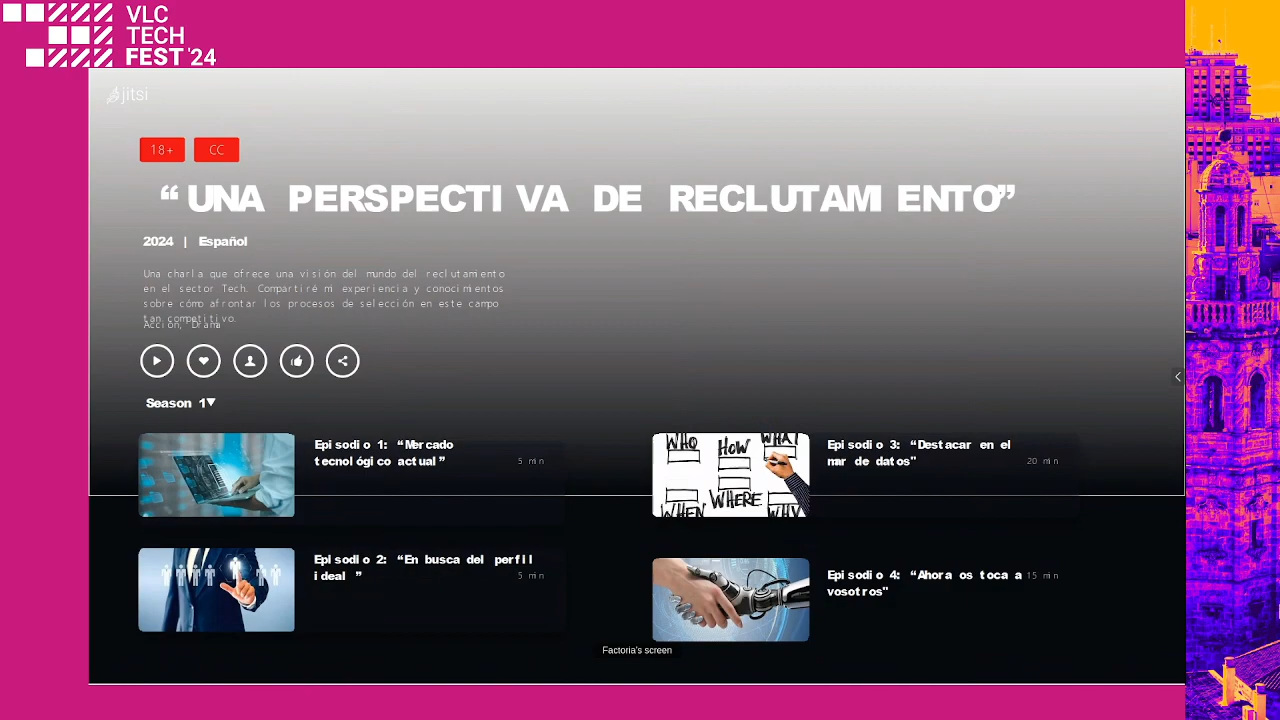 VLC
TECH
FEST '24
jitsi
18+
CC
“UNA PERSPECTIVA DE RECLUTAMIENTO”
2024 | Español
Una charla que ofrece una visión del mundo del reclutamiento
en el sector Tech. Compartiré mi experiencia y conocimientos
sobre cómo afrontar los procesos de selección en este campo
tan competitivo.
Acción, Drama
Season 1▼
Episodio 1: “Mercado
tecnológico actual”
5 min
Episodio 2: “En busca del perfil
ideal ”
5 min
WHO
HOW
WHAT
WHEN
WHERE
WHY
Episodio 3: “Destacar en el
mar de datos"
20 min
Episodio 4: “Ahora os toca a
vosotros"
15 min
Factoria's screen